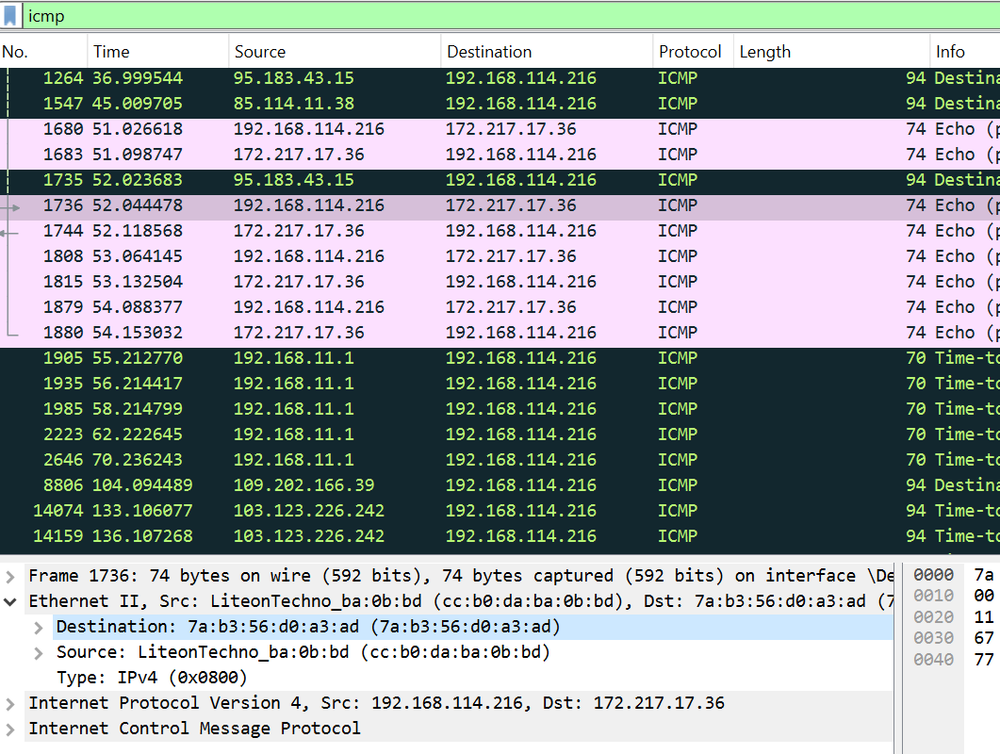 icmp
No. Time Source Destination Protocol Length Info
1264 36.999544 95.183.43.15 192.168.114.216 ICMP 94 Destina
1547 45.009705 85.114.11.38 192.168.114.216 ICMP 94 Destina
1680 51.026618 192.168.114.216 172.217.17.36 ICMP 74 Echo (p
1683 51.098747 172.217.17.36 192.168.114.216 ICMP 74 Echo (p
1735 52.023683 95.183.43.15 192.168.114.216 ICMP 94 Destina
1736 52.044478 192.168.114.216 172.217.17.36 ICMP 74 Echo (p
1744 52.118568 172.217.17.36 192.168.114.216 ICMP 74 Echo (p
1808 53.064145 192.168.114.216 172.217.17.36 ICMP 74 Echo (p
1815 53.132504 172.217.17.36 192.168.114.216 ICMP 74 Echo (p
1879 54.088377 192.168.114.216 172.217.17.36 ICMP 74 Echo (p
1880 54.153032 172.217.17.36 192.168.114.216 ICMP 74 Echo (p
1905 55.212770 192.168.11.1 192.168.114.216 ICMP 70 Time-to
1935 56.214417 192.168.11.1 192.168.114.216 ICMP 70 Time-to
1985 58.214799 192.168.11.1 192.168.114.216 ICMP 70 Time-to
2223 62.222645 192.168.11.1 192.168.114.216 ICMP 70 Time-to
2646 70.236243 192.168.11.1 192.168.114.216 ICMP 70 Time-to
8806 104.094489 109.202.166.39 192.168.114.216 ICMP 94 Destina
14074 133.106077 103.123.226.242 192.168.114.216 ICMP 94 Time-to
14159 136.107268 103.123.226.242 192.168.114.216 ICMP 94 Time-to
Frame 1736: 74 bytes on wire (592 bits), 74 bytes captured (592 bits) on interface \De
Ethernet II, Src: LiteonTechno_ba:0b:bd (cc:b0:da:ba:0b:bd), Dst: 7a:b3:56:d0:a3:ad (7
Destination: 7a:b3:56:d0:a3:ad (7a:b3:56:d0:a3:ad)
Source: LiteonTechno_ba:0b:bd (cc:b0:da:ba:0b:bd)
Type: IPv4 (0x0800)
Internet Protocol Version 4, Src: 192.168.114.216, Dst: 172.217.17.36
Internet Control Message Protocol
0000 7a
0010 00
0020 11
0030 67
0040 77